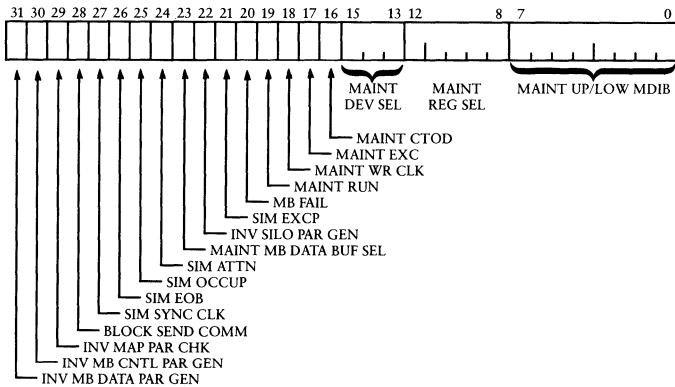 31 30 29 28 27 26 25 24 23 22 21 20 19 18 17 16 15 13 12 8 7 0
MAINT DEV SEL
MAINT REG SEL
MAINT UP/LOW MDIB
MAINT CTOD
MAINT EXC
MAINT WR CLK
MAINT RUN
MB FAIL
SIM EXCP
INV SILO PAR GEN
MAINT MB DATA BUF SEL
SIM ATTN
SIM OCCUP
SIM EOB
SIM SYNC CLK
BLOCK SEND COMM
INV MAP PAR CHK
INV MB CNTL PAR GEN
INV MB DATA PAR GEN